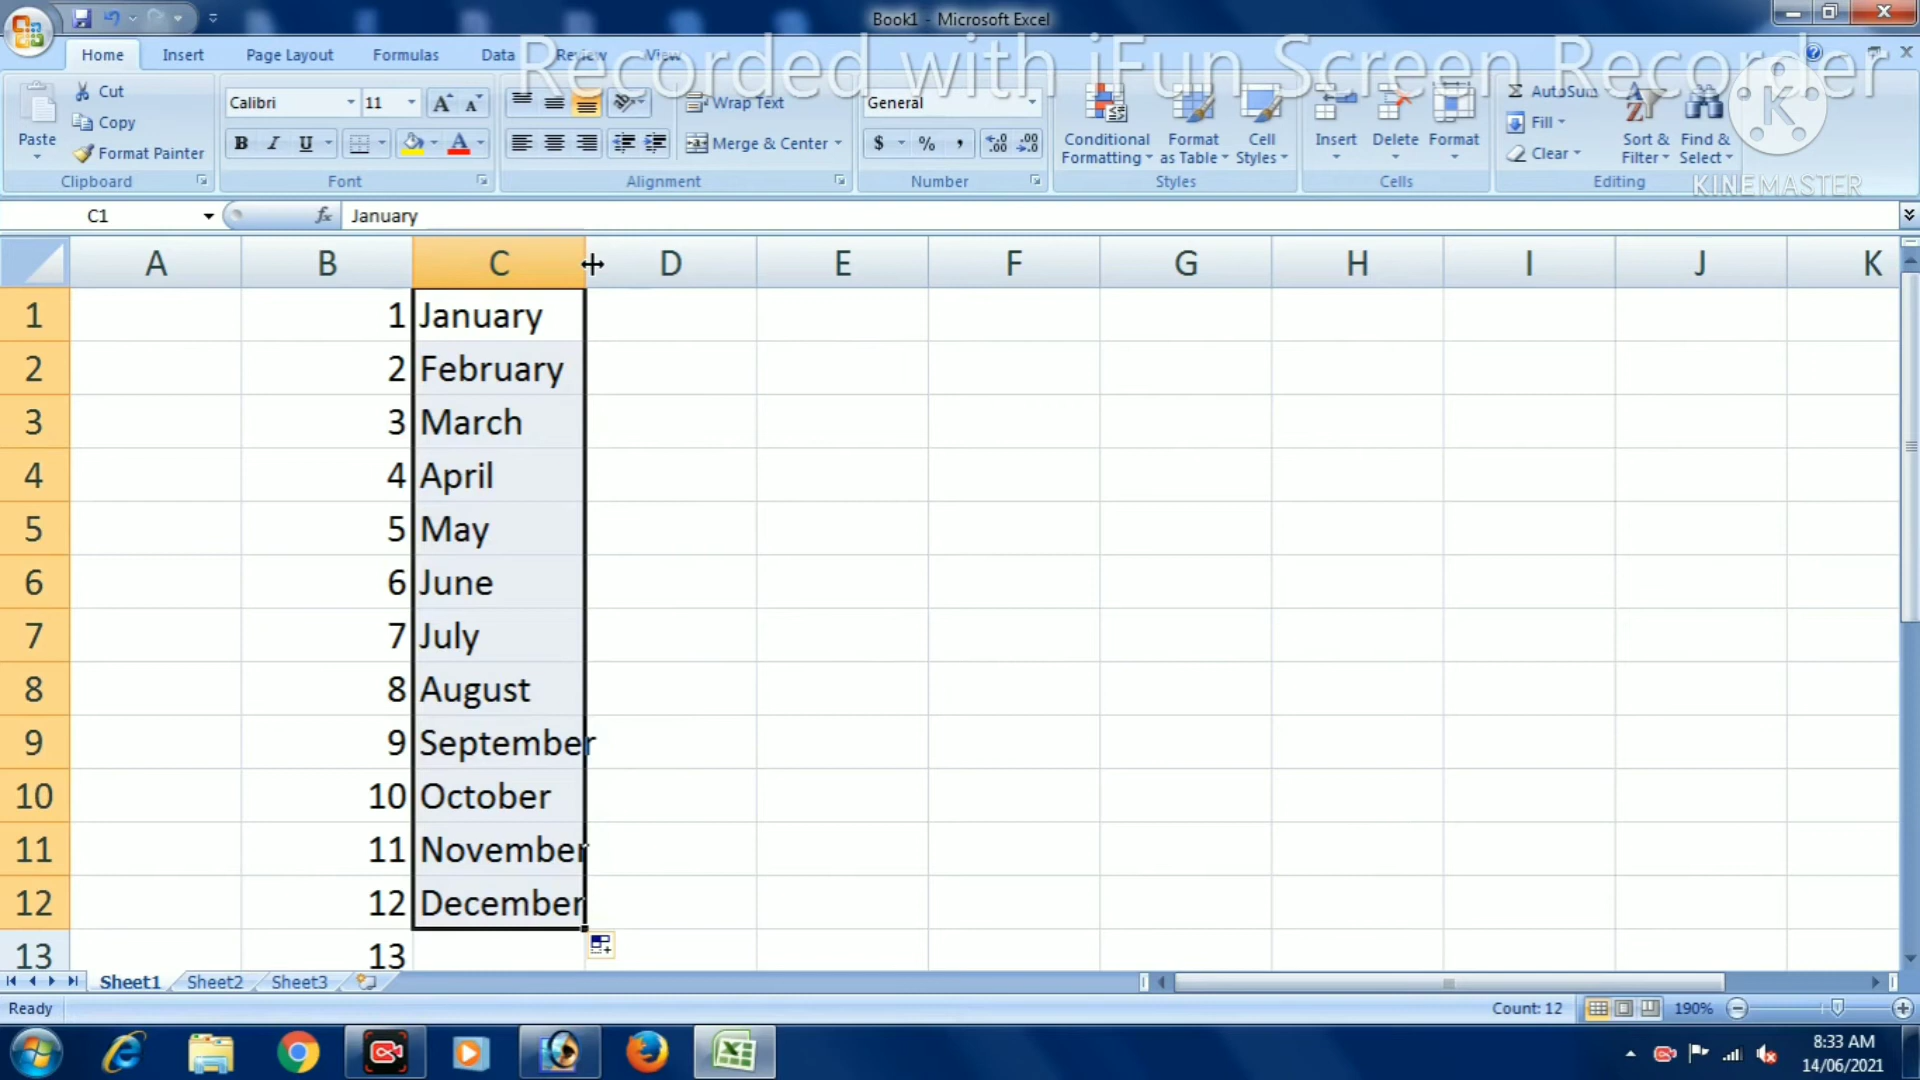 Book1 - Microsoft Excel
Home Insert Page Layout Formulas Data Review View
Recorded with iFun Screen Recorder
Cut
Copy
Format Painter
Paste
Clipboard
Calibri 11
B I U
Font
Wrap Text
Merge & Center
Alignment
General
$ % ,
Number
Conditional Formatting
Format as Table
Cell Styles
Styles
Insert Delete Format
Cells
AutoSum
Fill
Clear
Sort & Filter
Find & Select
Editing
K
KINEMASTER
C1 fx January
A B C D E F G H I J K
1 1 January
2 2 February
3 3 March
4 4 April
5 5 May
6 6 June
7 7 July
8 8 August
9 9 September
10 10 October
11 11 November
12 12 December
13 13
Sheet1 Sheet2 Sheet3
Ready Count: 12 190%
8:33 AM
14/06/2021